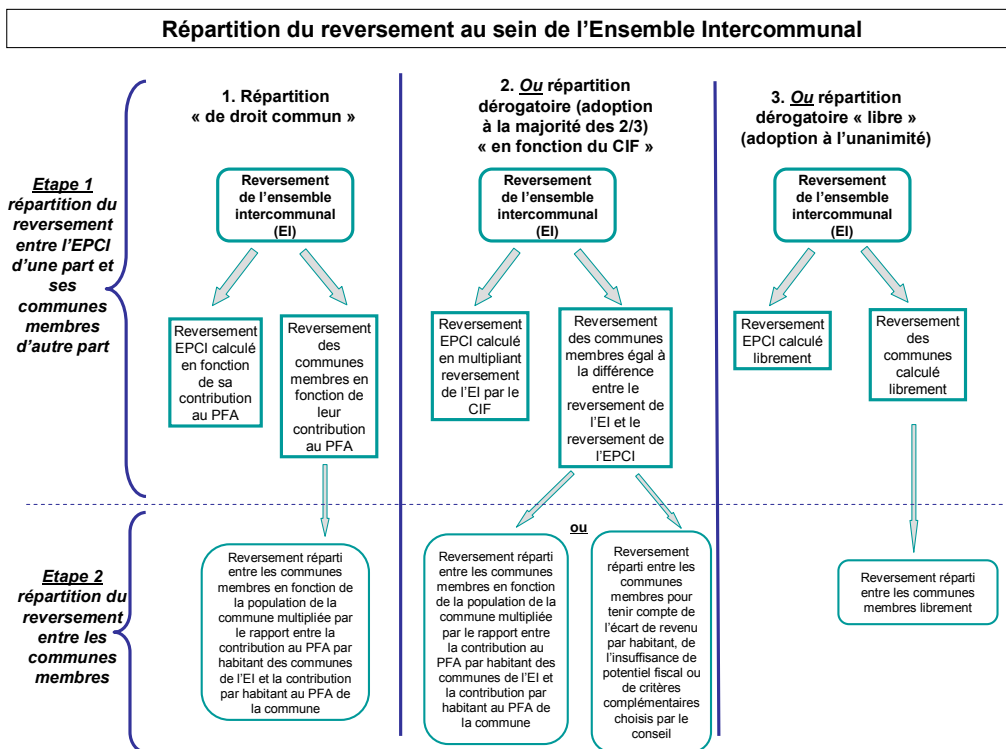 Répartition du reversement au sein de l'Ensemble Intercommunal
1. Répartition
« de droit commun »
2. Ou répartition
dérogatoire (adoption
à la majorité des 2/3)
« en fonction du CIF »
3. Ou répartition
dérogatoire « libre »
(adoption à l'unanimité)
Etape 1
répartition du
reversement
entre l'EPCI
d'une part et
ses
communes
membres
d'autre part
Reversement
de l'ensemble
intercommunal
(EI)
Reversement
de l'ensemble
intercommunal
(EI)
Reversement
de l'ensemble
intercommunal
(EI)
Reversement
EPCI calculé
en fonction
de sa
contribution
au PFA
Reversement
des
communes
membres en
fonction de
leur
contribution
au PFA
Reversement
EPCI calculé
en multipliant
reversement
de l'EI par le
CIF
Reversement
des communes
membres égal à
la différence
entre le
reversement de
l'EI et le
reversement de
l'EPCI
Reversement
EPCI calculé
librement
Reversement
des
communes
calculé
librement
Etape 2
répartition du
reversement
entre les
communes
membres
Reversement réparti
entre les communes
membres en fonction de
la population de la
commune multipliée par
le rapport entre la
contribution au PFA par
habitant des communes
de l'EI et la contribution
par habitant au PFA de
la commune
Reversement réparti
entre les communes
membres en fonction
de la population de la
commune multipliée
par le rapport entre
la contribution au
PFA par habitant des
communes de l'EI et
la contribution par
habitant au PFA de
la commune
ou
Reversement
réparti entre les
communes
membres pour
tenir compte de
l'écart de revenu
par habitant, de
l'insuffisance de
potentiel fiscal ou
de critères
complémentaires
choisis par le
conseil
Reversement réparti
entre les communes
membres librement